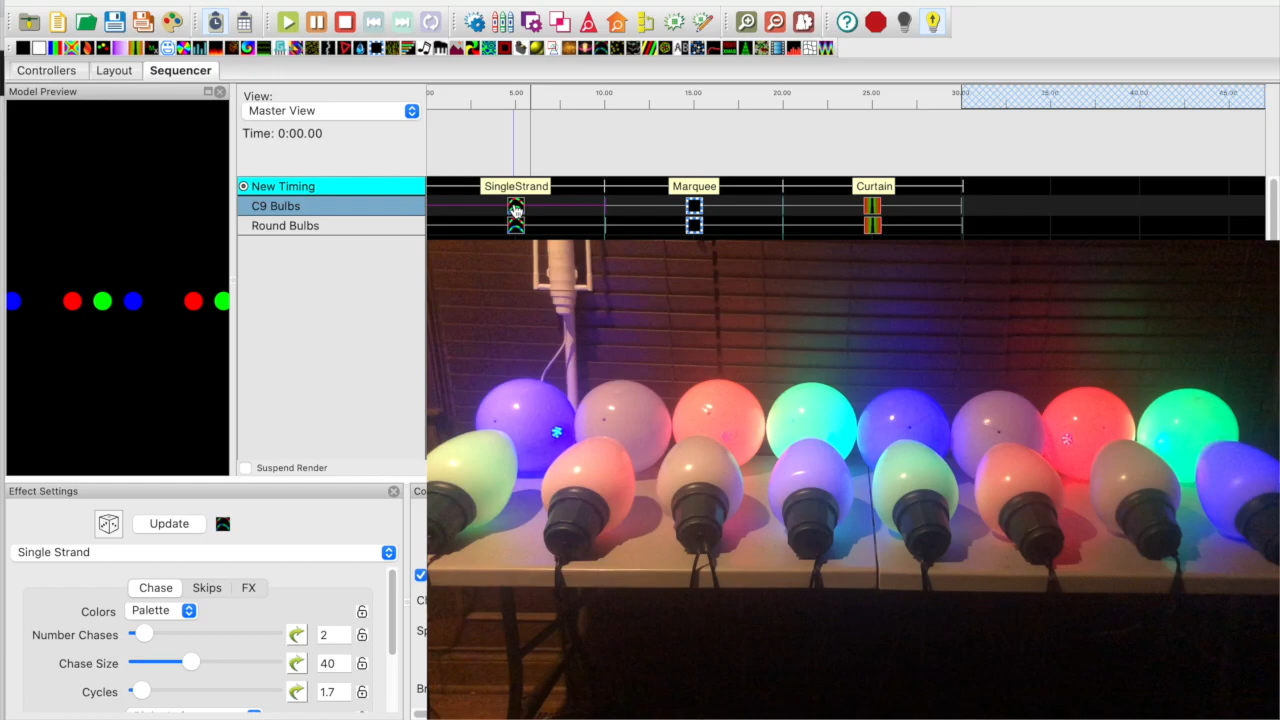 Controllers
Layout
Sequencer
Model Preview
View:
Master View
Time: 0:00.00
5.00
10.00
15.00
20.00
25.00
30.00
35.00
40.00
45.00
New Timing
SingleStrand
Marquee
Curtain
C9 Bulbs
Round Bulbs
Suspend Render
Effect Settings
Co
Update
Single Strand
Chase
Skips
FX
Colors
Palette
Number Chases
2
Chase Size
40
Cycles
1.7
Sp
Br